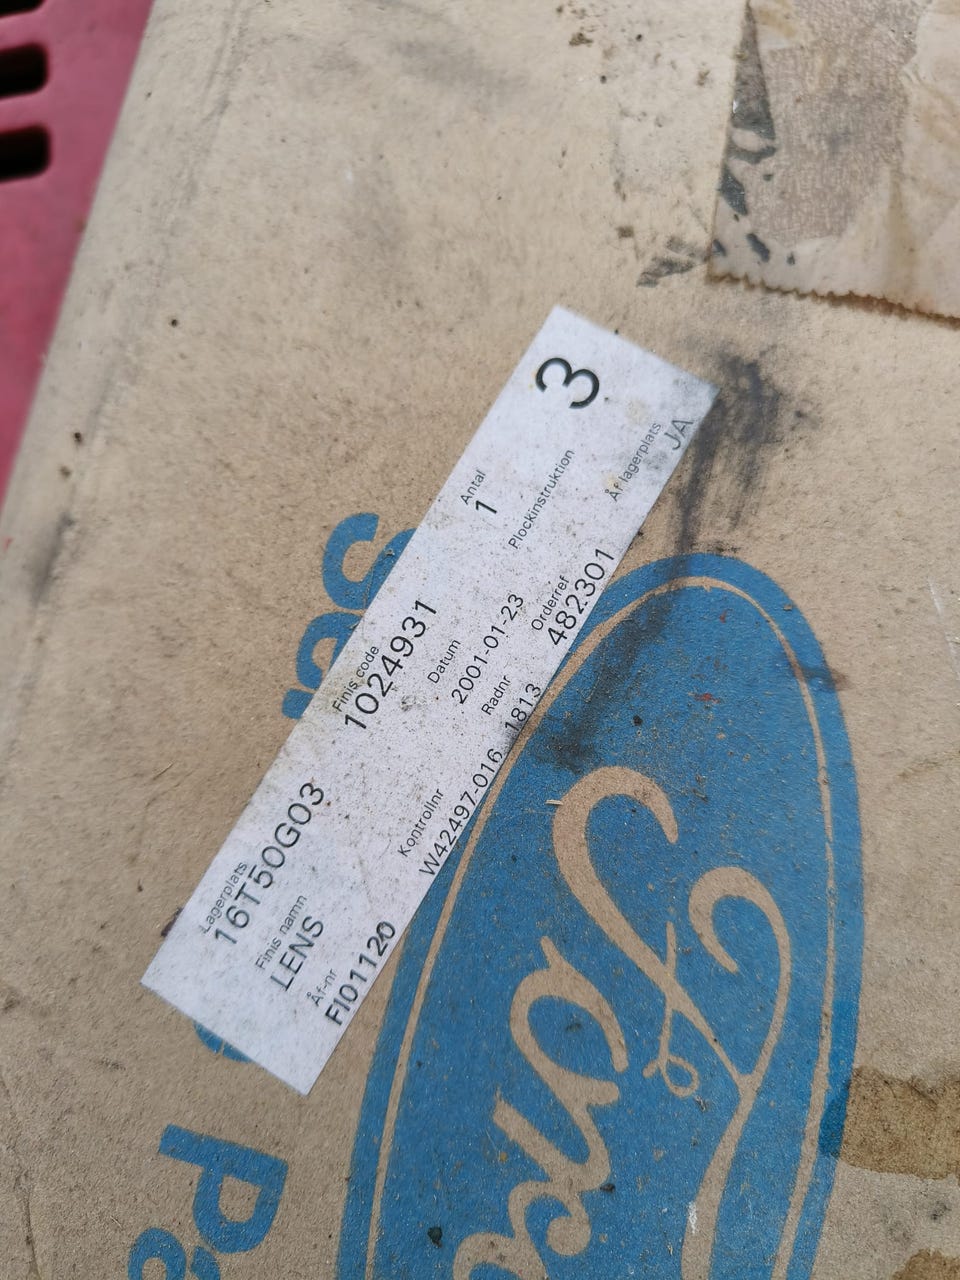 Lagerplats Finis code Antal
16T50G03 1024931 1 3
Finis namn Datum Plockinstruktion
LENS 2001-01-23
Åf-nr Kontrollnr Radnr Orderref Åf lagerplats
FI01120 W42497-016 1813 482301 JA
Ford